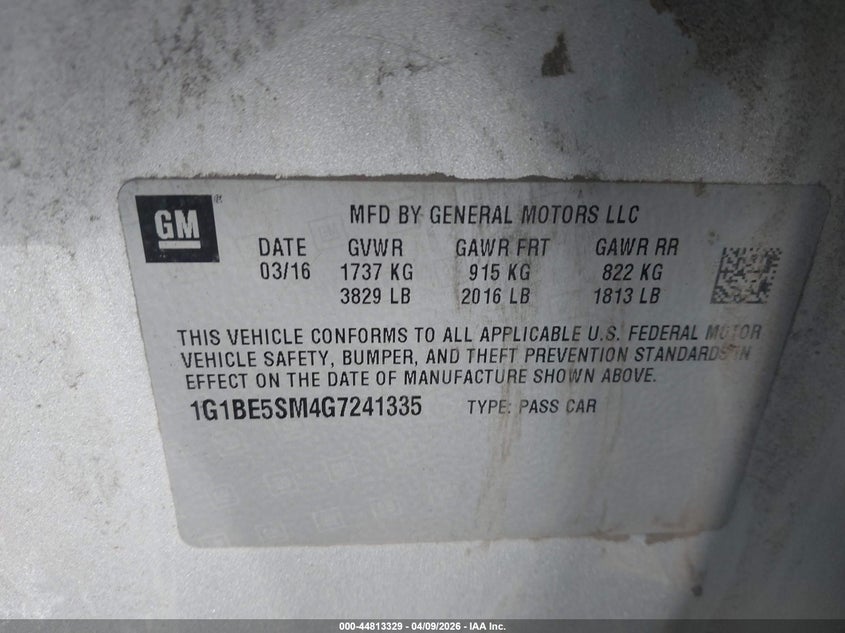 GM®
MFD BY GENERAL MOTORS LLC
DATE GVWR GAWR FRT GAWR RR
03/16 1737 KG 915 KG 822 KG
3829 LB 2016 LB 1813 LB
THIS VEHICLE CONFORMS TO ALL APPLICABLE U.S. FEDERAL MOTOR
VEHICLE SAFETY, BUMPER, AND THEFT PREVENTION STANDARDS IN
EFFECT ON THE DATE OF MANUFACTURE SHOWN ABOVE.
1G1BE5SM4G7241335 TYPE: PASS CAR
000-44813329 - 04/09/2026 - IAA Inc.